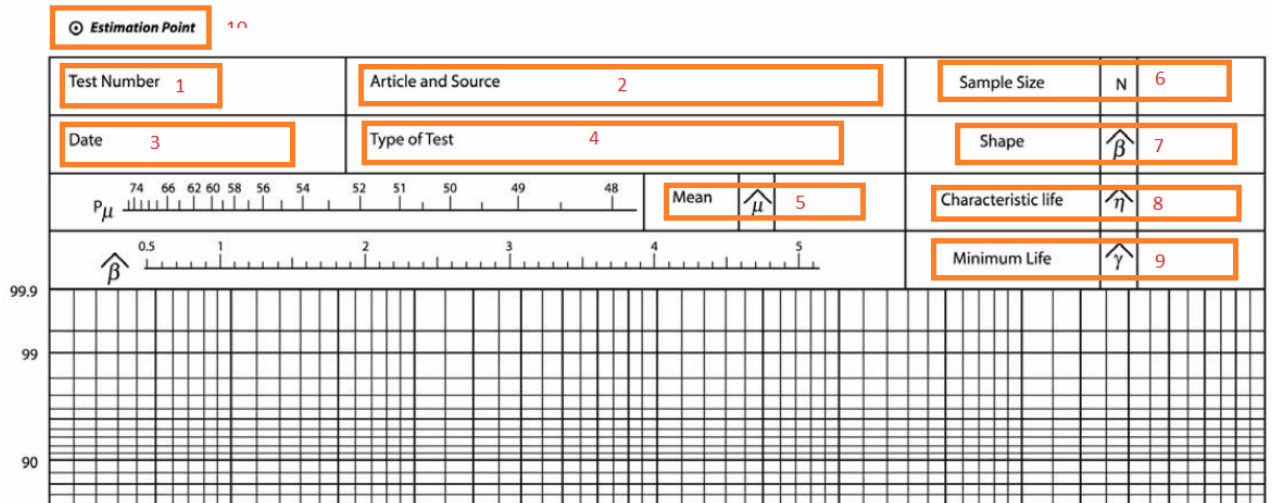 ⊙ Estimation Point 10
Test Number 1 Article and Source 2 Sample Size N 6
Date 3 Type of Test 4 Shape β̂ 7
74 66 62 60 58 56 54 52 51 50 49 48
Pμ Mean μ̂ 5 Characteristic life η̂ 8
0.5 1 2 3 4 5
β̂ Minimum Life γ̂ 9
99.9
99
90